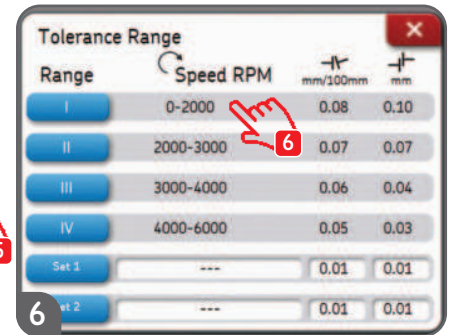 Tolerance Range
Range Speed RPM mm/100mm mm
I 0-2000 0.08 0.10
6
II 2000-3000 0.07 0.07
III 3000-4000 0.06 0.04
IV 4000-6000 0.05 0.03
Set 1 --- 0.01 0.01
6 et 2 --- 0.01 0.01